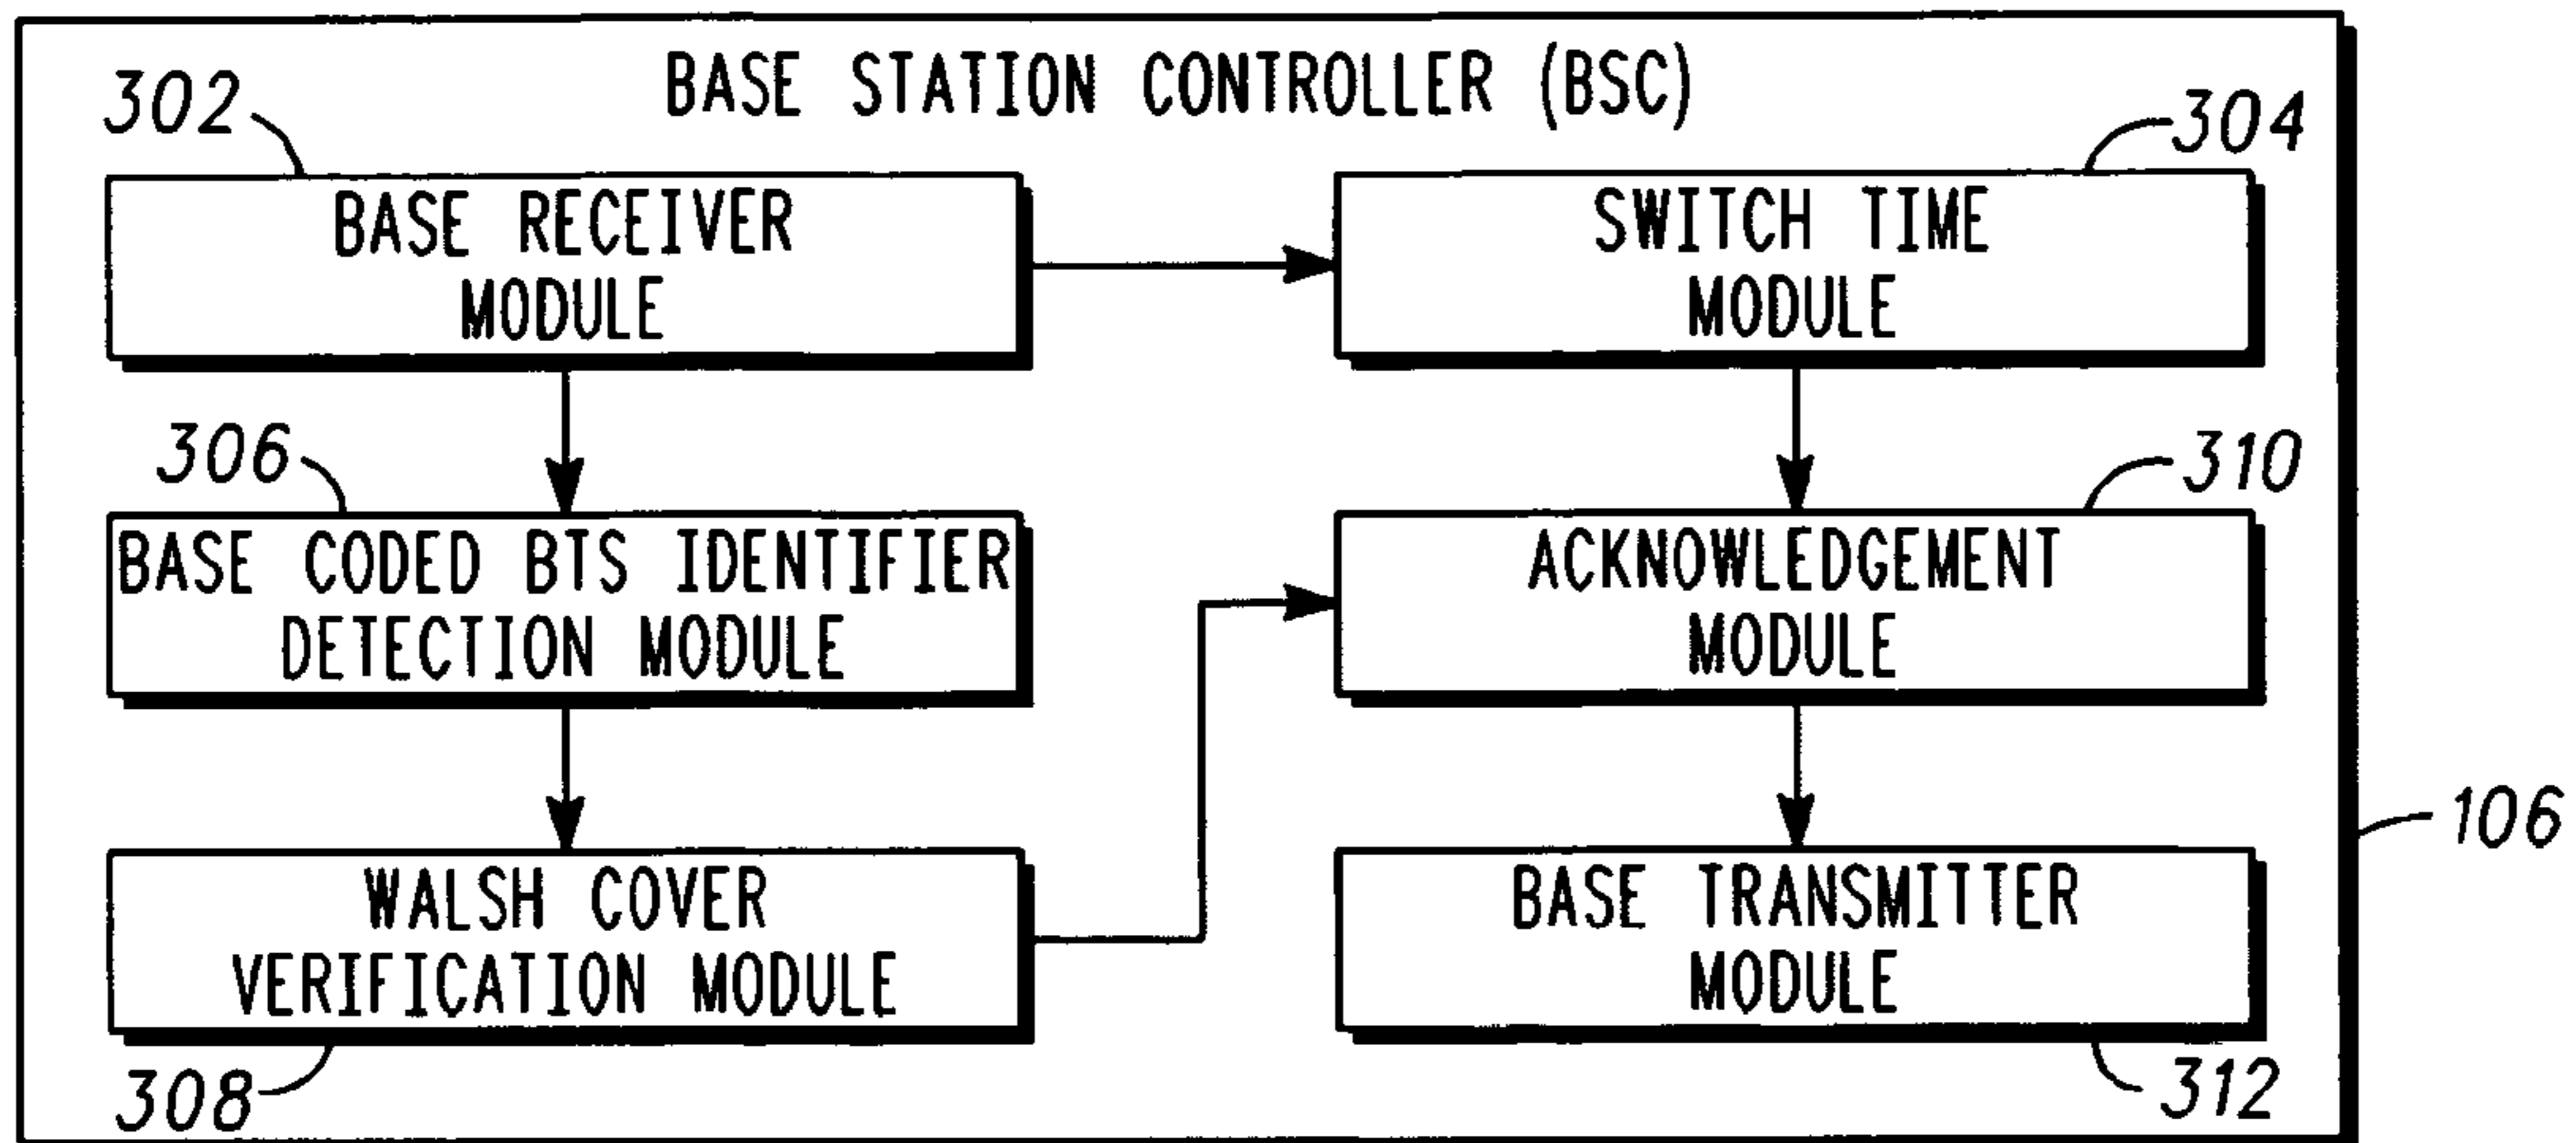 BASE STATION CONTROLLER (BSC)
302
304
BASE RECEIVER
MODULE
SWITCH TIME
MODULE
306
310
BASE CODED BTS IDENTIFIER
DETECTION MODULE
ACKNOWLEDGEMENT
MODULE
106
WALSH COVER
VERIFICATION MODULE
BASE TRANSMITTER
MODULE
308
312